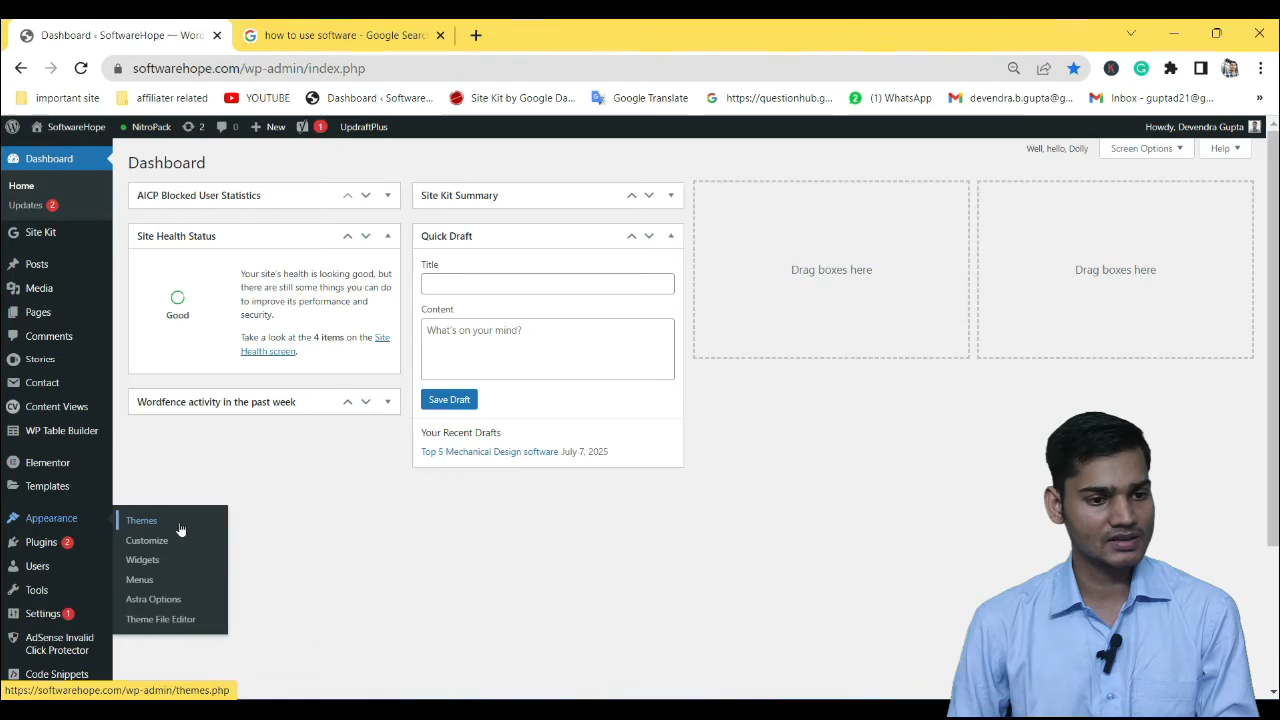 Dashboard ‹ SoftwareHope — Worc
how to use software - Google Searc
softwarehope.com/wp-admin/index.php
important site
affiliater related
YOUTUBE
Dashboard ‹ Software...
Site Kit by Google Da...
Google Translate
https://questionhub.g...
(1) WhatsApp
devendra.b.gupta@g...
Inbox - guptad21@g...
»
SoftwareHope
NitroPack
2
0
New
1
UpdraftPlus
Howdy, Devendra Gupta
Dashboard
Home
Updates 2
Site Kit
Posts
Media
Pages
Comments
Stories
Contact
Content Views
WP Table Builder
Elementor
Templates
Appearance
Plugins 2
Users
Tools
Settings 1
AdSense Invalid
Click Protector
Code Snippets
Themes
Customize
Widgets
Menus
Astra Options
Theme File Editor
Well, hello, Dolly
Screen Options
Help
Dashboard
AICP Blocked User Statistics
Site Health Status
Good
Your site's health is looking good, but
there are still some things you can do
to improve its performance and
security.
Take a look at the 4 items on the Site
Health screen.
Wordfence activity in the past week
Site Kit Summary
Quick Draft
Title
Content
What's on your mind?
Save Draft
Your Recent Drafts
Top 5 Mechanical Design software July 7, 2025
Drag boxes here
Drag boxes here
https://softwarehope.com/wp-admin/themes.php